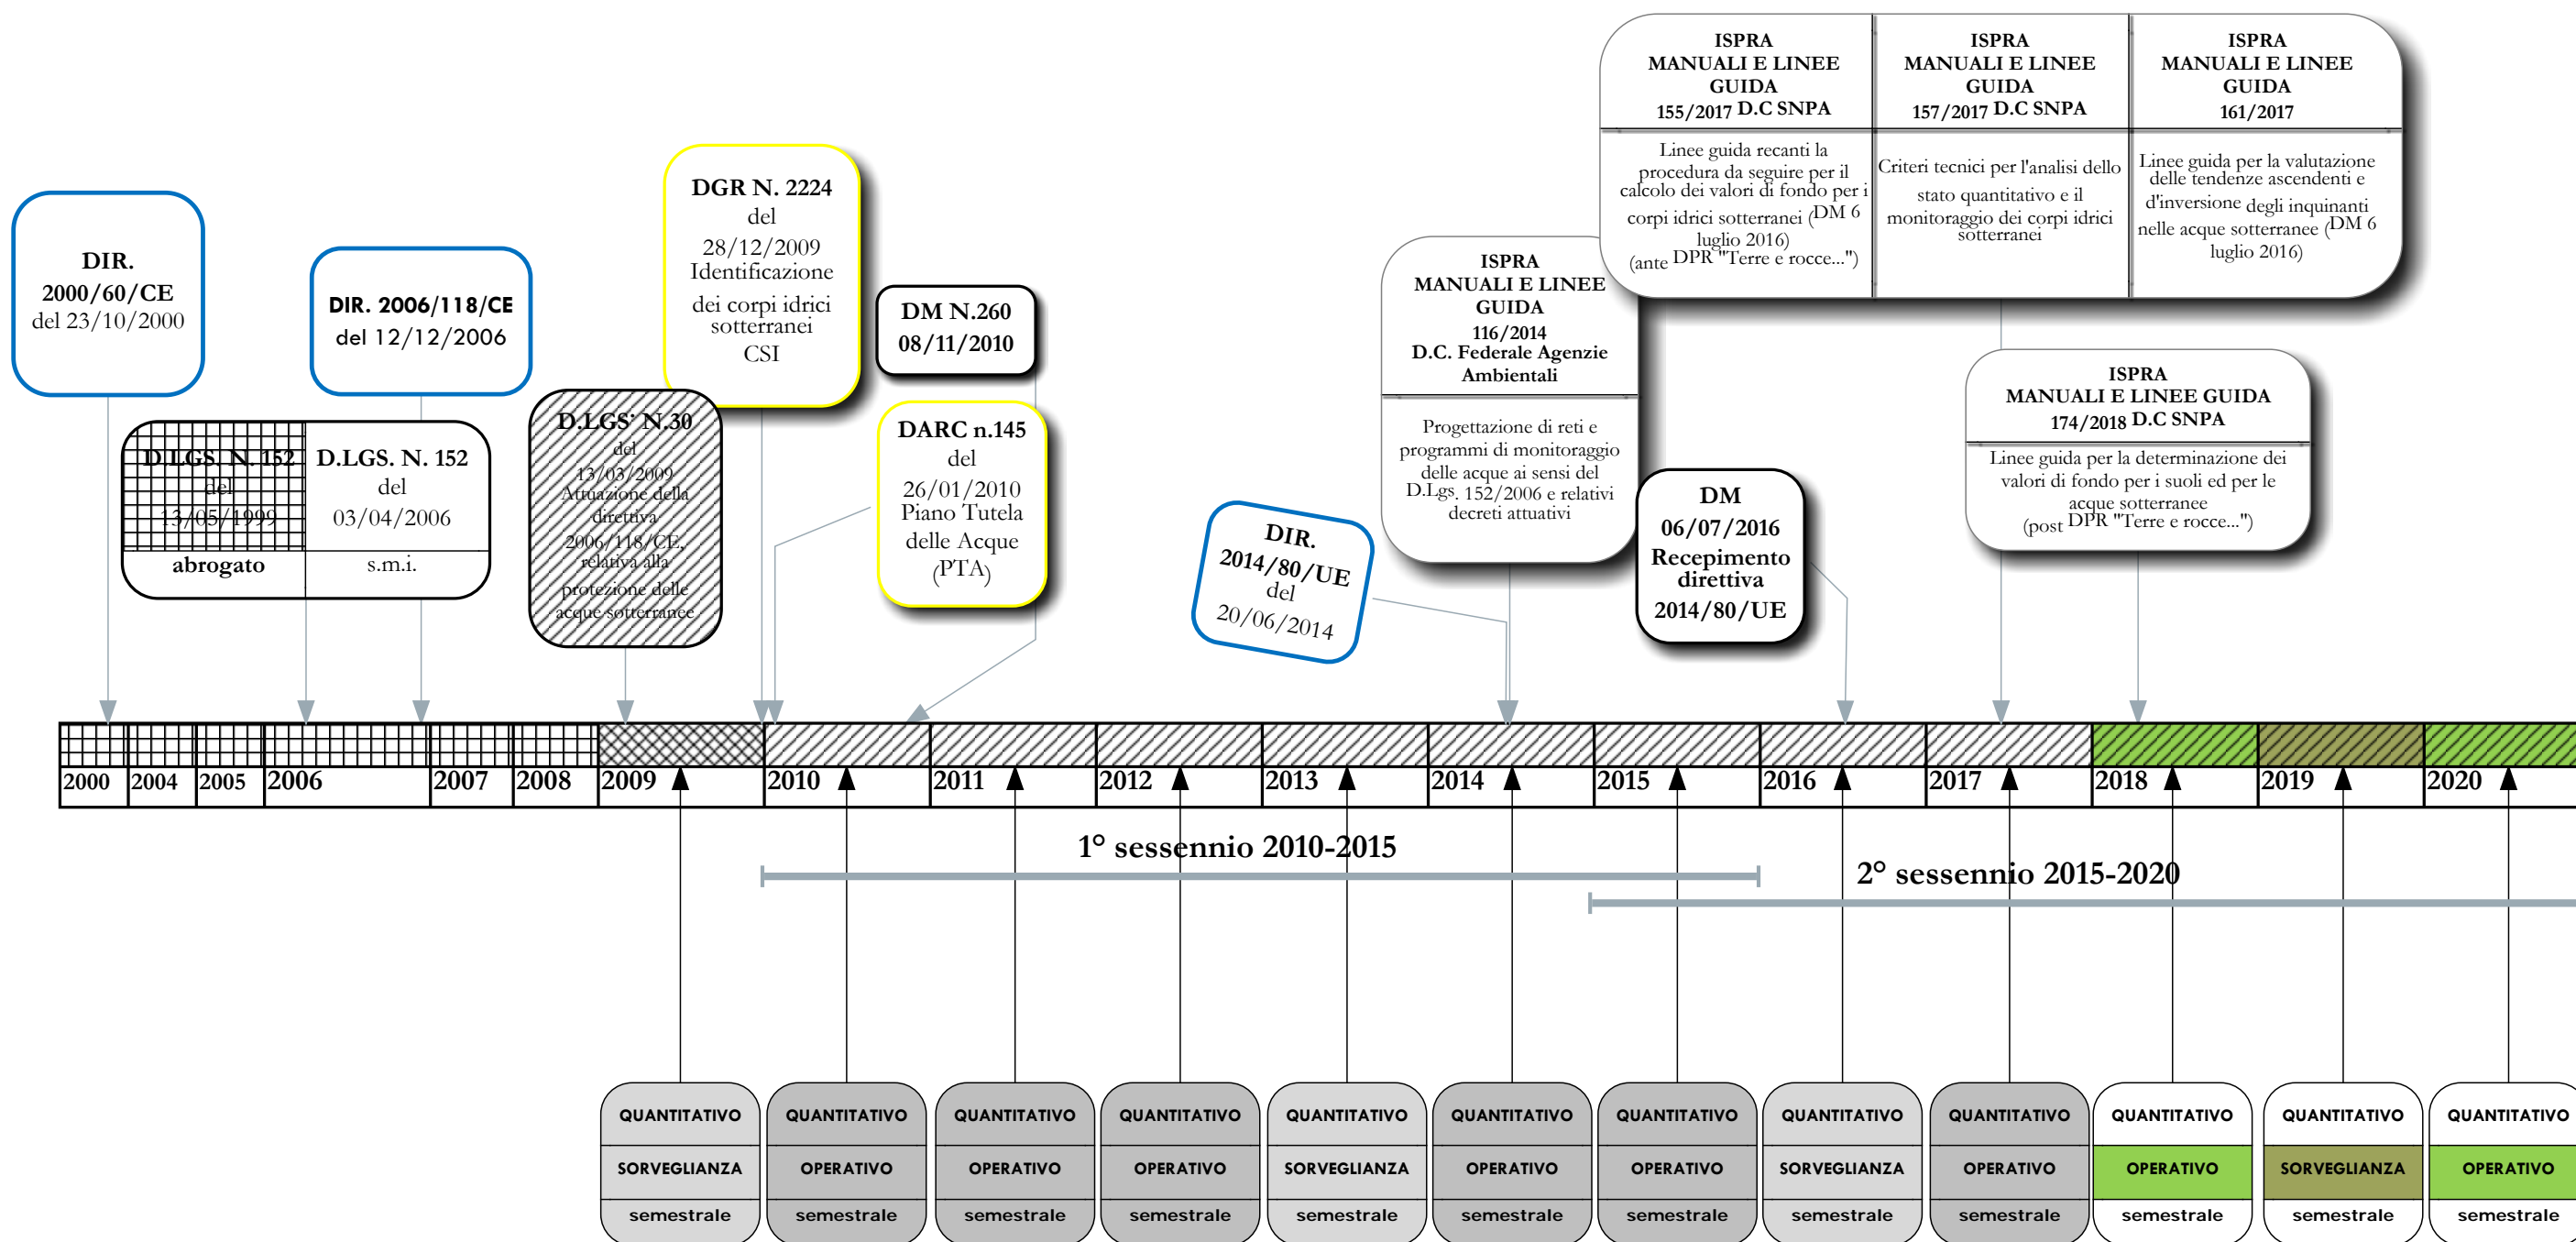 ISPRA
MANUALI E LINEE
GUIDA
155/2017 D.C SNPA
Linee guida recanti la
procedura da seguire per il
calcolo dei valori di fondo per i
corpi idrici sotterranei (DM 6
luglio 2016)
(ante DPR "Terre e rocce...")
ISPRA
MANUALI E LINEE
GUIDA
157/2017 D.C SNPA
Criteri tecnici per l'analisi dello
stato quantitativo e il
monitoraggio dei corpi idrici
sotterranei
ISPRA
MANUALI E LINEE
GUIDA
161/2017
Linee guida per la valutazione
delle tendenze ascendenti e
d'inversione degli inquinanti
nelle acque sotterranee (DM 6
luglio 2016)
DIR.
2000/60/CE
del 23/10/2000
DIR. 2006/118/CE
del 12/12/2006
DGR N. 2224
del
28/12/2009
Identificazione
dei corpi idrici
sotterranei
CSI
DM N.260
08/11/2010
ISPRA
MANUALI E LINEE
GUIDA
116/2014
D.C. Federale Agenzie
Ambientali
Progettazione di reti e
programmi di monitoraggio
delle acque ai sensi del
D.Lgs. 152/2006 e relativi
decreti attuativi
ISPRA
MANUALI E LINEE GUIDA
174/2018 D.C SNPA
Linee guida per la determinazione dei
valori di fondo per i suoli ed per le
acque sotterranee
(post DPR "Terre e rocce...")
D.LGS. N. 152
del
13/05/1999
abrogato
D.LGS. N. 152
del
03/04/2006
s.m.i.
D.LGS. N.30
del
13/03/2009
Attuazione della
direttiva
2006/118/CE,
relativa alla
protezione delle
acque sotterranee
DARC n.145
del
26/01/2010
Piano Tutela
delle Acque
(PTA)
DIR.
2014/80/UE
del
20/06/2014
DM
06/07/2016
Recepimento
direttiva
2014/80/UE
2000 2004 2005 2006 2007 2008 2009 2010 2011 2012 2013 2014 2015 2016 2017 2018 2019 2020
1° sessennio 2010-2015
2° sessennio 2015-2020
QUANTITATIVO QUANTITATIVO QUANTITATIVO QUANTITATIVO QUANTITATIVO QUANTITATIVO QUANTITATIVO QUANTITATIVO QUANTITATIVO QUANTITATIVO QUANTITATIVO QUANTITATIVO
SORVEGLIANZA OPERATIVO OPERATIVO OPERATIVO SORVEGLIANZA OPERATIVO OPERATIVO SORVEGLIANZA OPERATIVO OPERATIVO SORVEGLIANZA OPERATIVO
semestrale semestrale semestrale semestrale semestrale semestrale semestrale semestrale semestrale semestrale semestrale semestrale